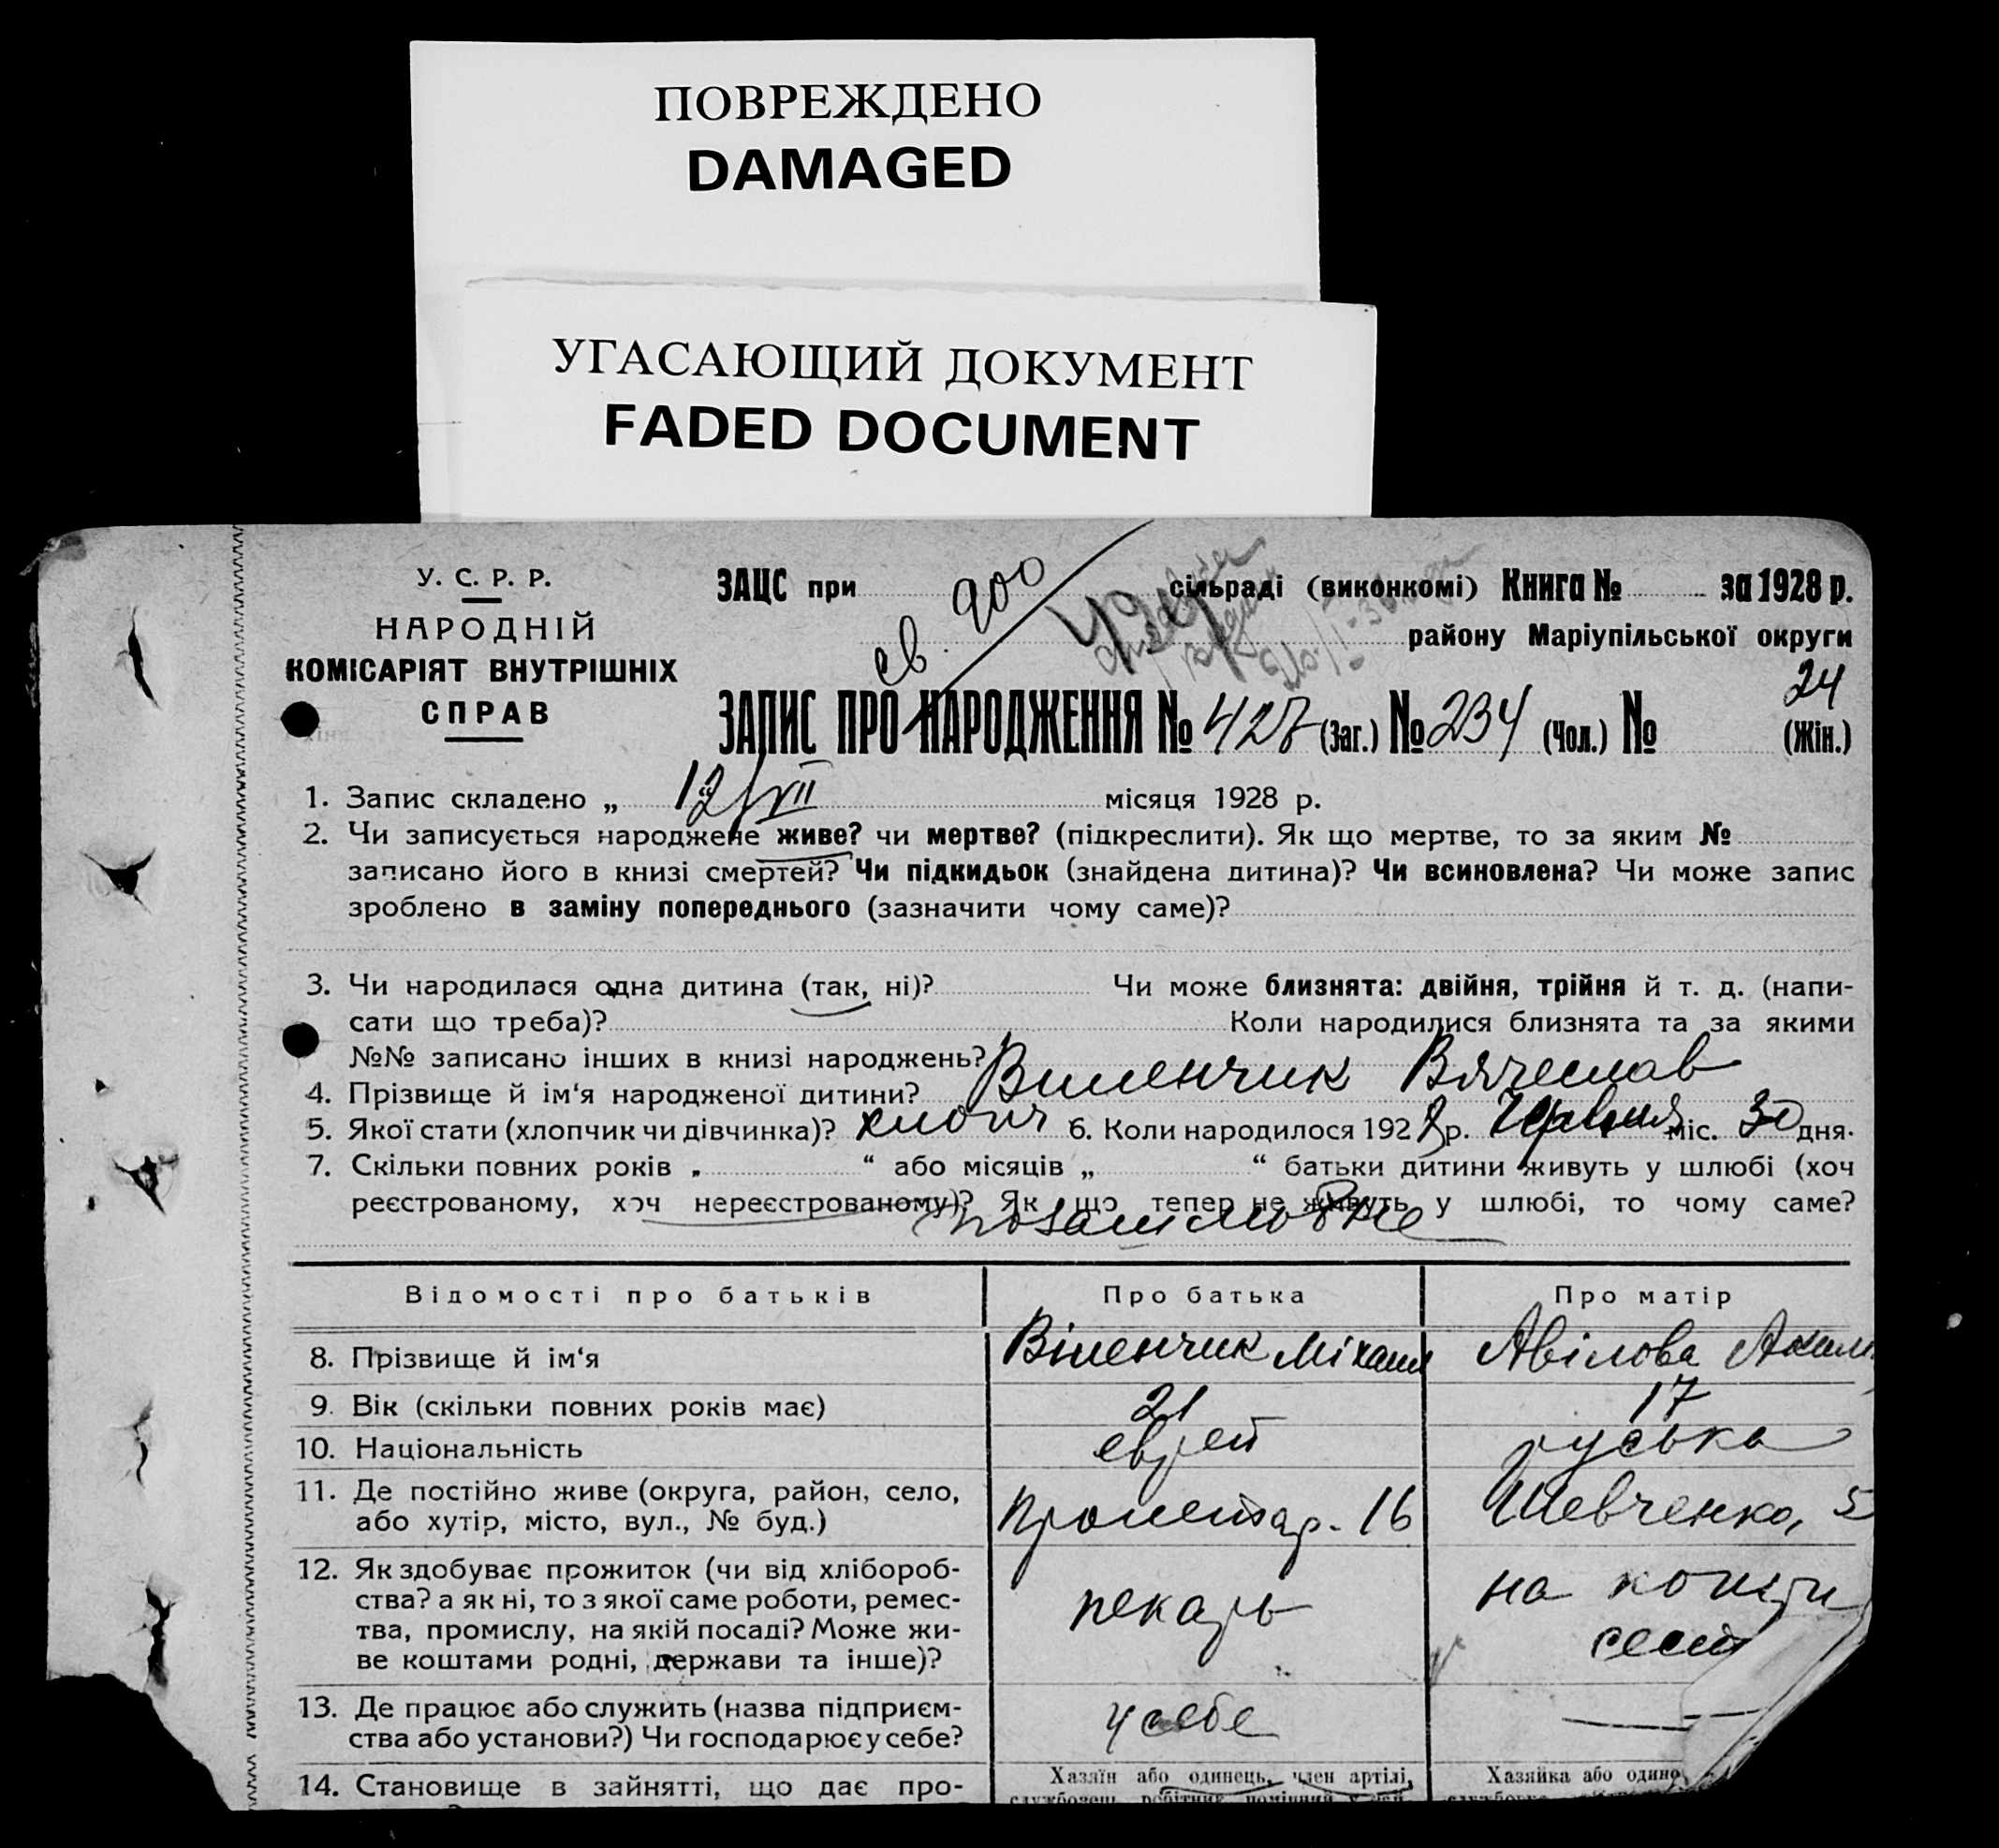 ПОВРЕЖДЕНО
DAMAGED
УГАСАЮЩИЙ ДОКУМЕНТ
FADED DOCUMENT
У. С. Р. Р.
НАРОДНІЙ
КОМІСАРІЯТ ВНУТРІШНІХ
СПРАВ
ЗАЦС при сільраді (виконкомі) Книга № за 1928 р.
району Маріупільської округи
св. 900
24
ЗАПИС ПРО НАРОДЖЕННЯ № 427 (Заг.) № 234 (Чол.) № (Жін.)
1. Запис складено „ 12/VII місяця 1928 р.
2. Чи записується народжене живе? чи мертве? (підкреслити). Як що мертве, то за яким №
записано його в книзі смертей? Чи підкидьок (знайдена дитина)? Чи всиновлена? Чи може запис
зроблено в заміну попереднього (зазначити чому саме)?
3. Чи народилася одна дитина (так, ні)? Чи може близнята: двійня, трійня й т. д. (напи-
сати що треба)? Коли народилися близнята та за якими
№№ записано інших в книзі народжень?
4. Прізвище й ім‘я народженої дитини? Віленчик Вячеслав
5. Якої стати (хлопчик чи дівчинка)? хлопч 6. Коли народилося 192 8 р. Червня міс. 30 дня.
7. Скільки повних років „ “ або місяців „ “ батьки дитини живуть у шлюбі (хоч
реєстрованому, хоч нереєстрованому)? Як що тепер не живуть у шлюбі, то чому саме?
позашлюбне
Відомості про батьків Про батька Про матір
8. Прізвище й ім‘я Віленчик Міхаил Авілова
9. Вік (скільки повних років має) 21 17
10. Національність еврей руська
11. Де постійно живе (округа, район, село, або хутір, місто, вул., № буд.) Пролетар. 16 Шевченко, 5
12. Як здобуває прожиток (чи від хлібороб-
ства? а як ні, то з якої саме роботи, ремес-
тва, промислу, на якій посаді? Може жи-
ве коштами родні, держави та інше)?
пекарь на кошти
13. Де працює або служить (назва підприєм-
ства або установи?) Чи господарює у себе?
у себе —
14. Становище в зайнятті, що дає про-
Хазяїн або одинець, член артілі,
Хазяйка або одино